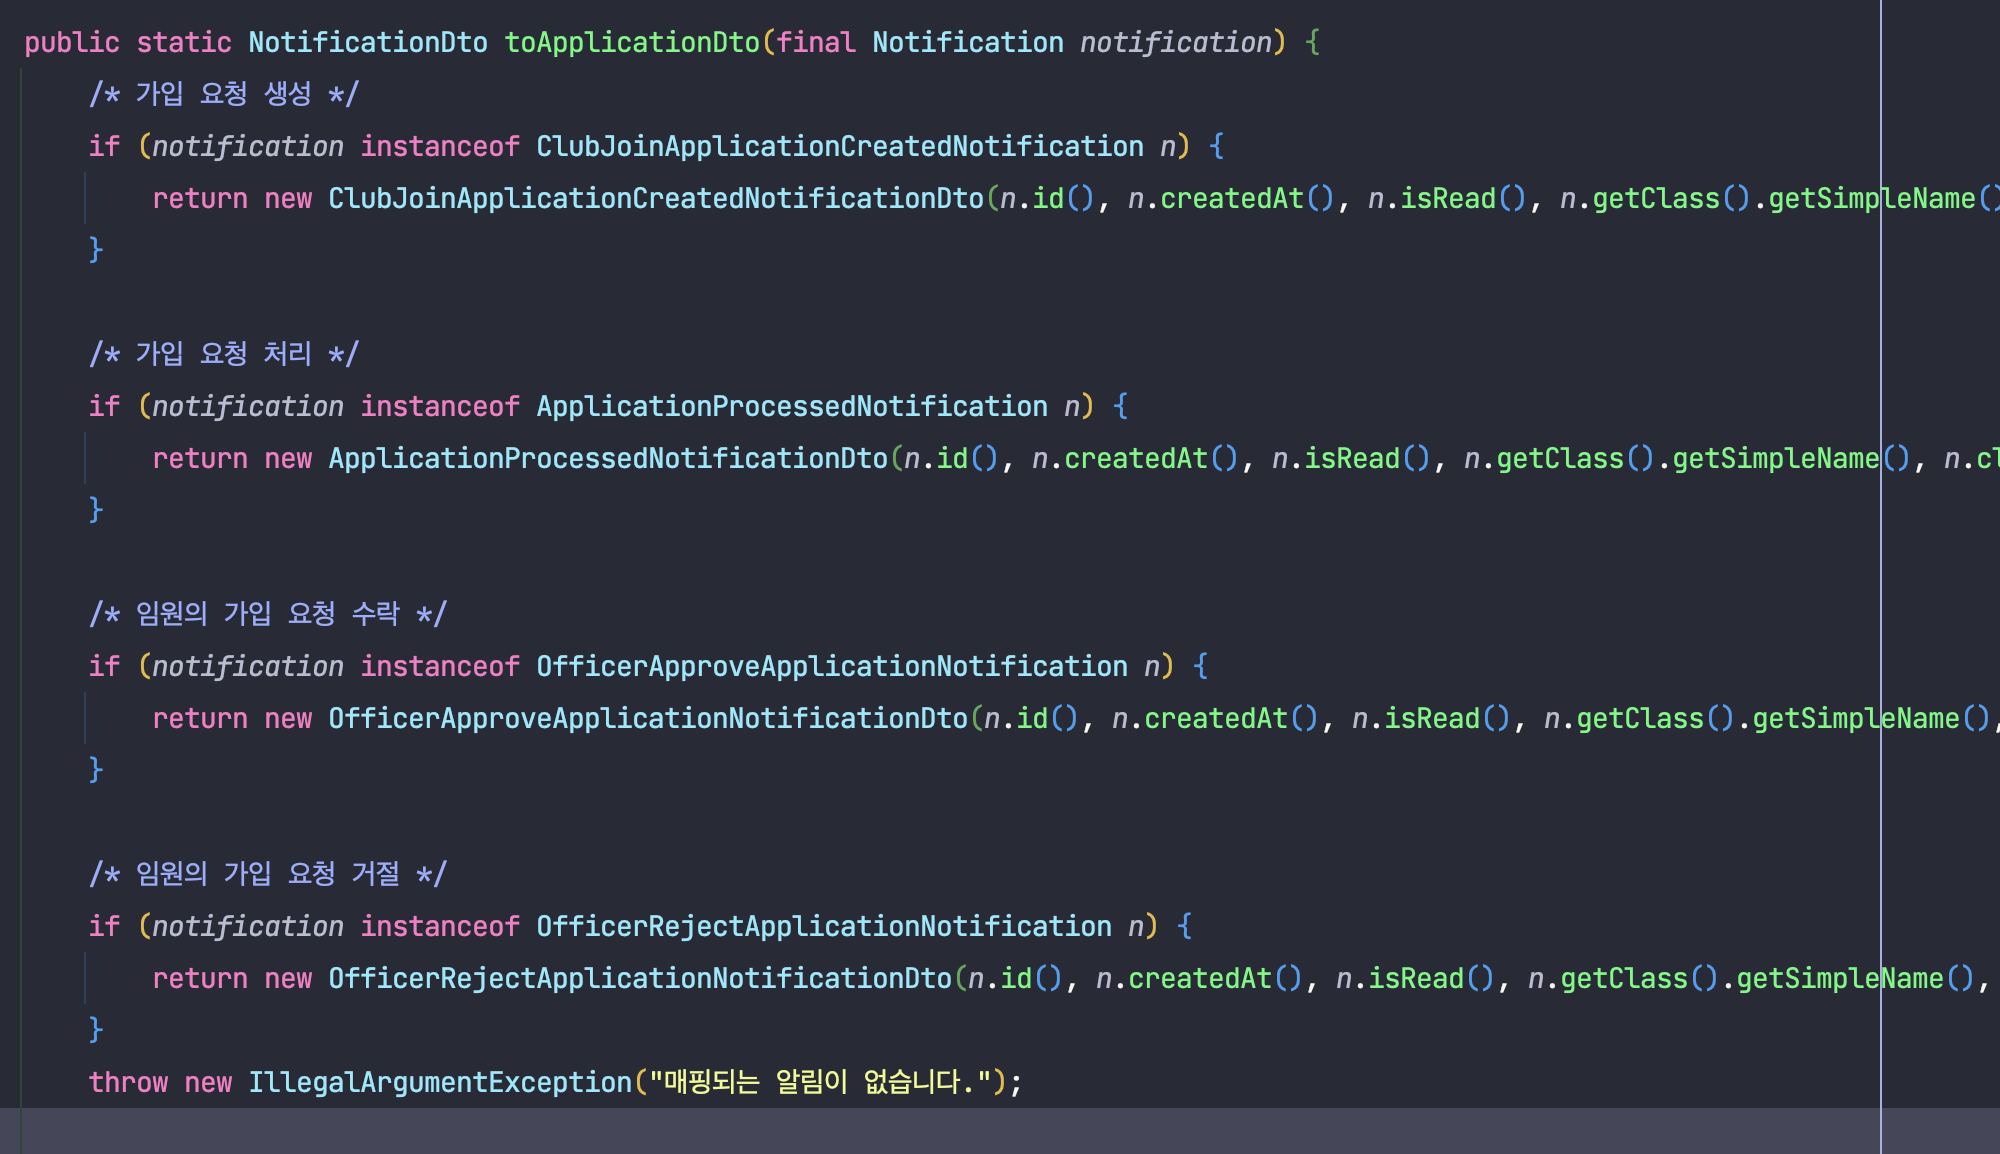 public static NotificationDto toApplicationDto(final Notification notification) {
/* 가입 요청 생성 */
if (notification instanceof ClubJoinApplicationCreatedNotification n) {
return new ClubJoinApplicationCreatedNotificationDto(n.id(), n.createdAt(), n.isRead(), n.getClass().getSimpleName()
}
/* 가입 요청 처리 */
if (notification instanceof ApplicationProcessedNotification n) {
return new ApplicationProcessedNotificationDto(n.id(), n.createdAt(), n.isRead(), n.getClass().getSimpleName(), n.cl
}
/* 임원의 가입 요청 수락 */
if (notification instanceof OfficerApproveApplicationNotification n) {
return new OfficerApproveApplicationNotificationDto(n.id(), n.createdAt(), n.isRead(), n.getClass().getSimpleName(),
}
/* 임원의 가입 요청 거절 */
if (notification instanceof OfficerRejectApplicationNotification n) {
return new OfficerRejectApplicationNotificationDto(n.id(), n.createdAt(), n.isRead(), n.getClass().getSimpleName(),
}
throw new IllegalArgumentException("매핑되는 알림이 없습니다.");